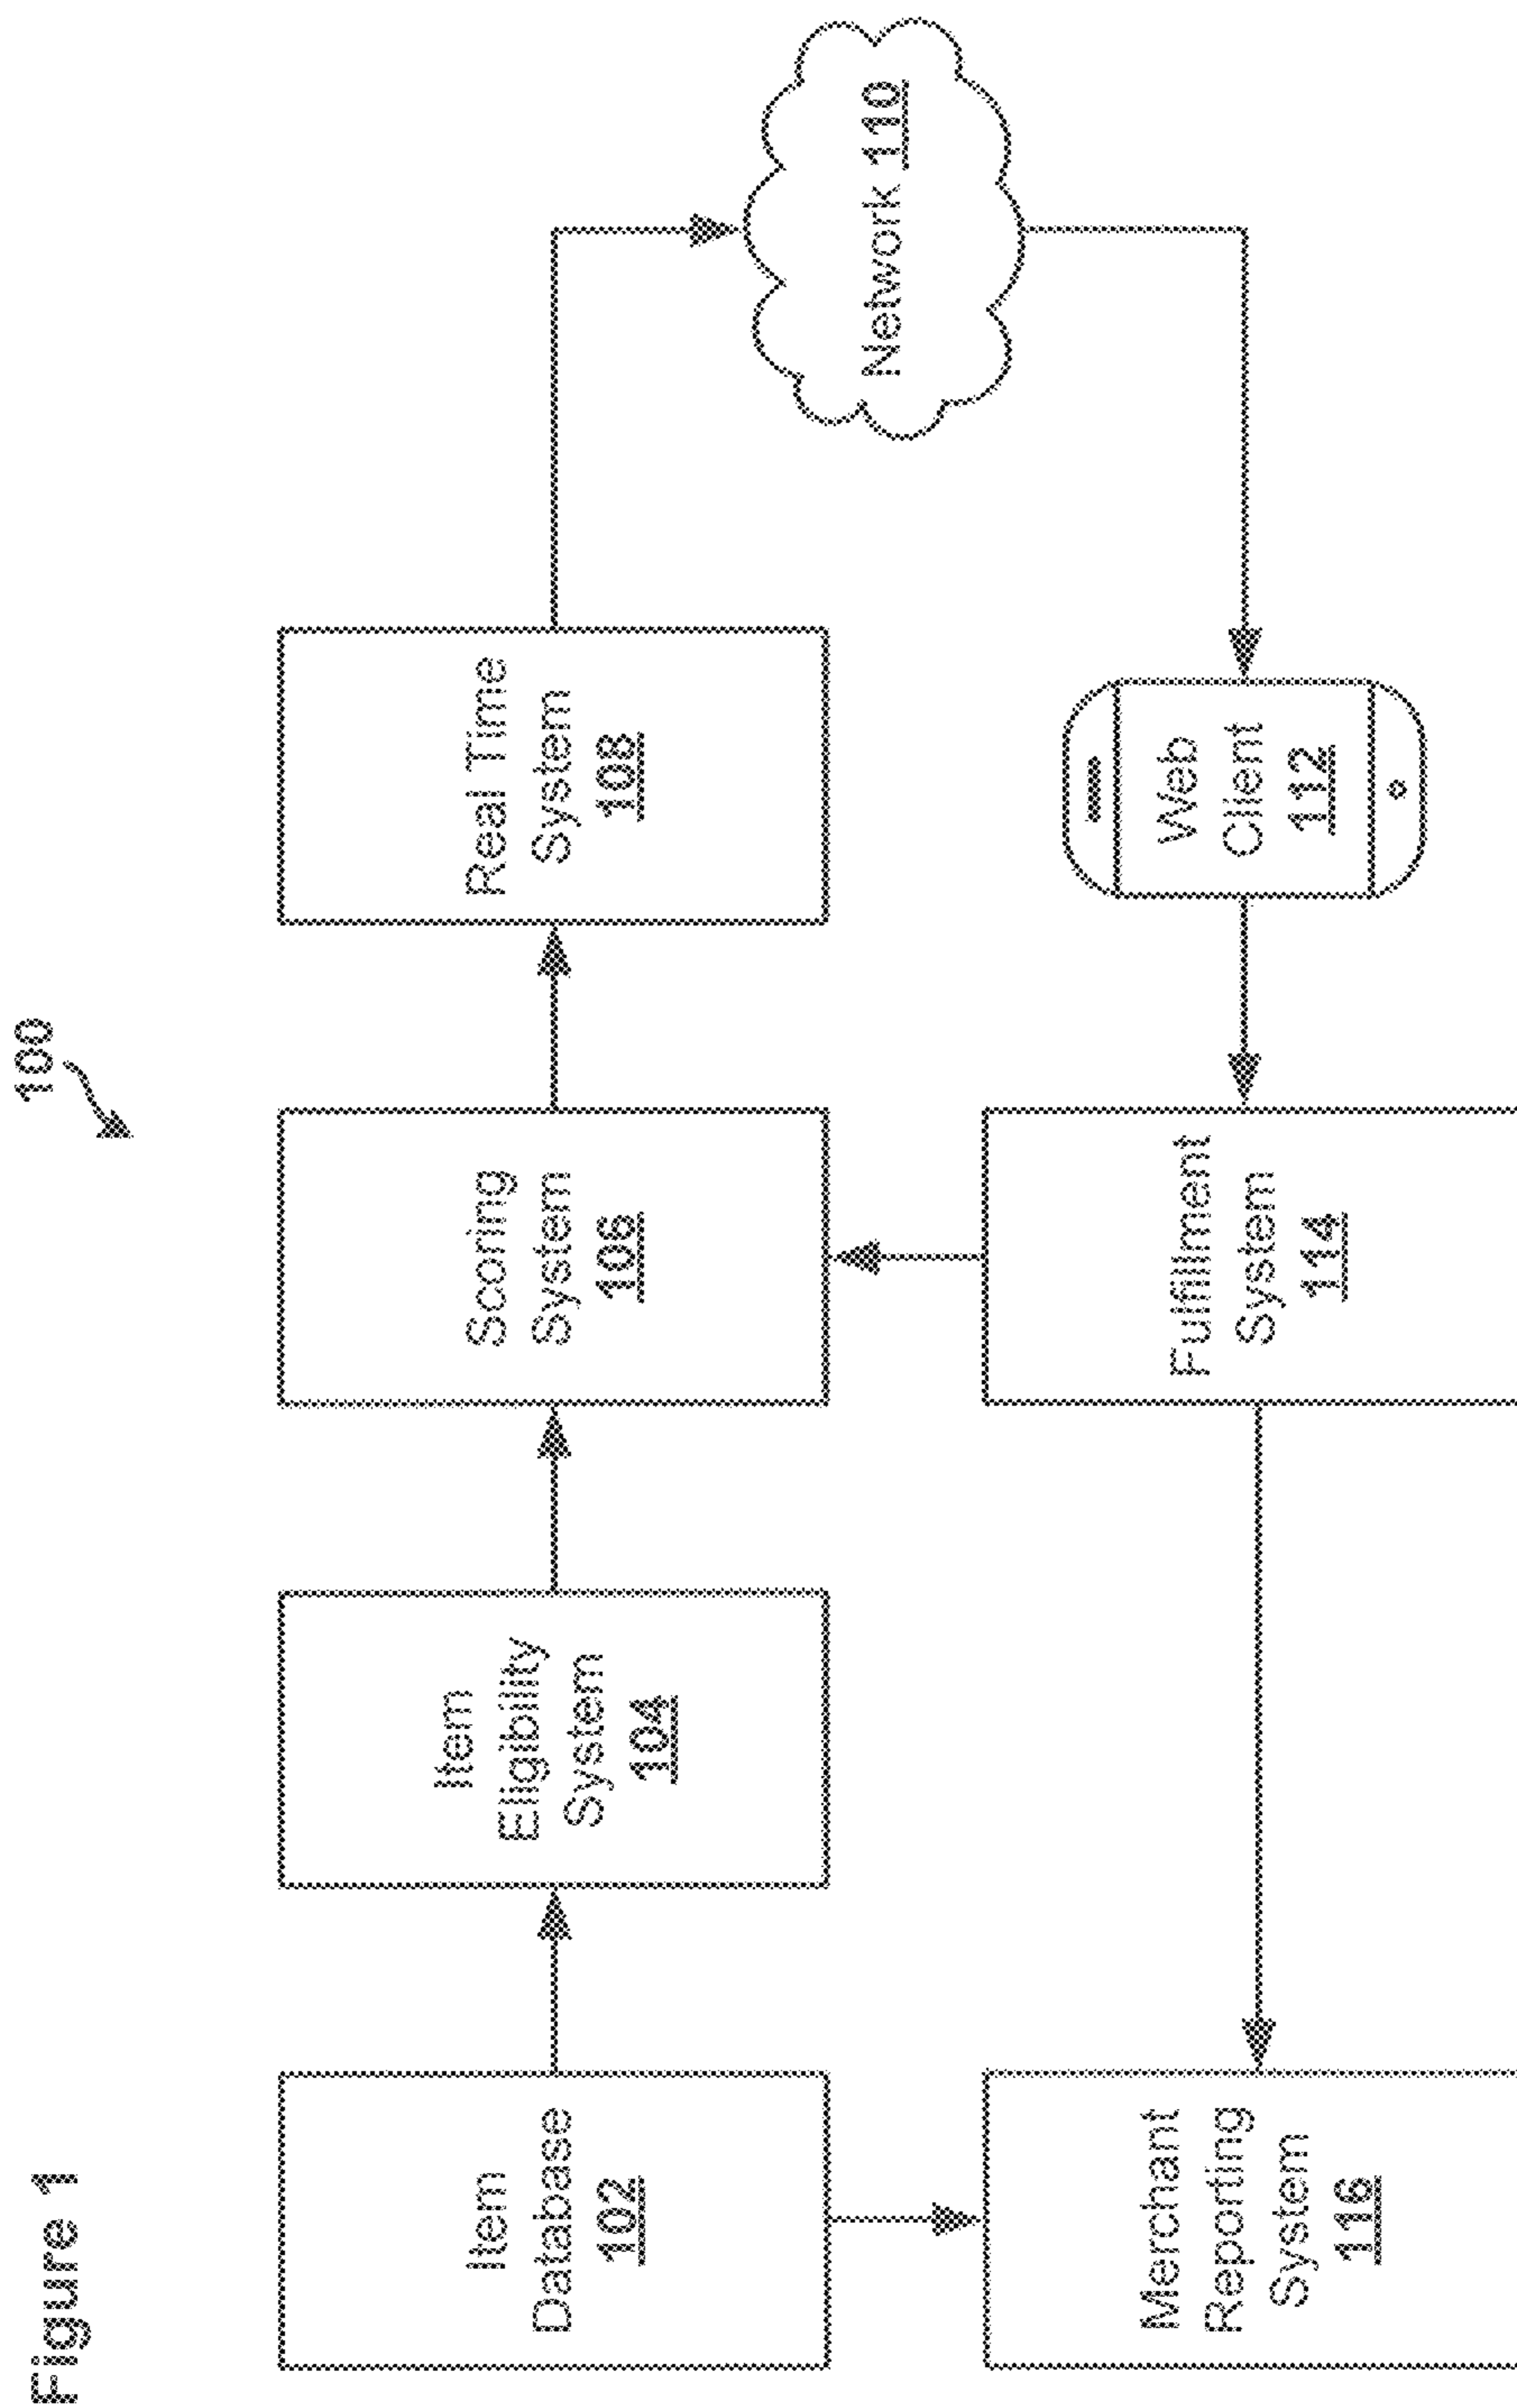 Figure 1
100
Item
Database
102
Item
Eligibility
System
104
Scoring
System
106
Real Time
System
108
Network 110
Merchant
Reporting
System
116
Fulfillment
System
114
Web
Client
112